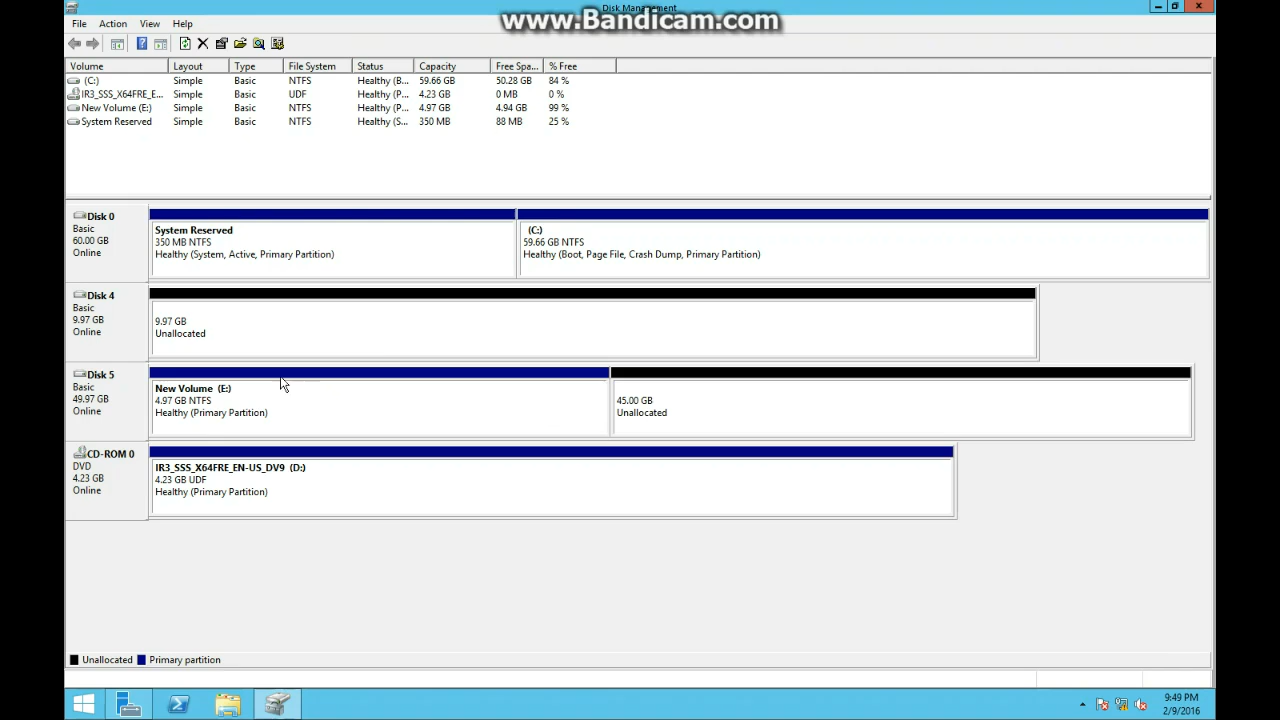 Disk Management
www.Bandicam.com
File Action View Help
Volume Layout Type File System Status Capacity Free Spa... % Free
(C:) Simple Basic NTFS Healthy (B... 59.66 GB 50.28 GB 84 %
IR3_SSS_X64FRE_E... Simple Basic UDF Healthy (P... 4.23 GB 0 MB 0 %
New Volume (E:) Simple Basic NTFS Healthy (P... 4.97 GB 4.94 GB 99 %
System Reserved Simple Basic NTFS Healthy (S... 350 MB 88 MB 25 %
Disk 0
Basic
60.00 GB
Online
System Reserved
350 MB NTFS
Healthy (System, Active, Primary Partition)
(C:)
59.66 GB NTFS
Healthy (Boot, Page File, Crash Dump, Primary Partition)
Disk 4
Basic
9.97 GB
Online
9.97 GB
Unallocated
Disk 5
Basic
49.97 GB
Online
New Volume (E:)
4.97 GB NTFS
Healthy (Primary Partition)
45.00 GB
Unallocated
CD-ROM 0
DVD
4.23 GB
Online
IR3_SSS_X64FRE_EN-US_DV9 (D:)
4.23 GB UDF
Healthy (Primary Partition)
Unallocated Primary partition
9:49 PM
2/9/2016